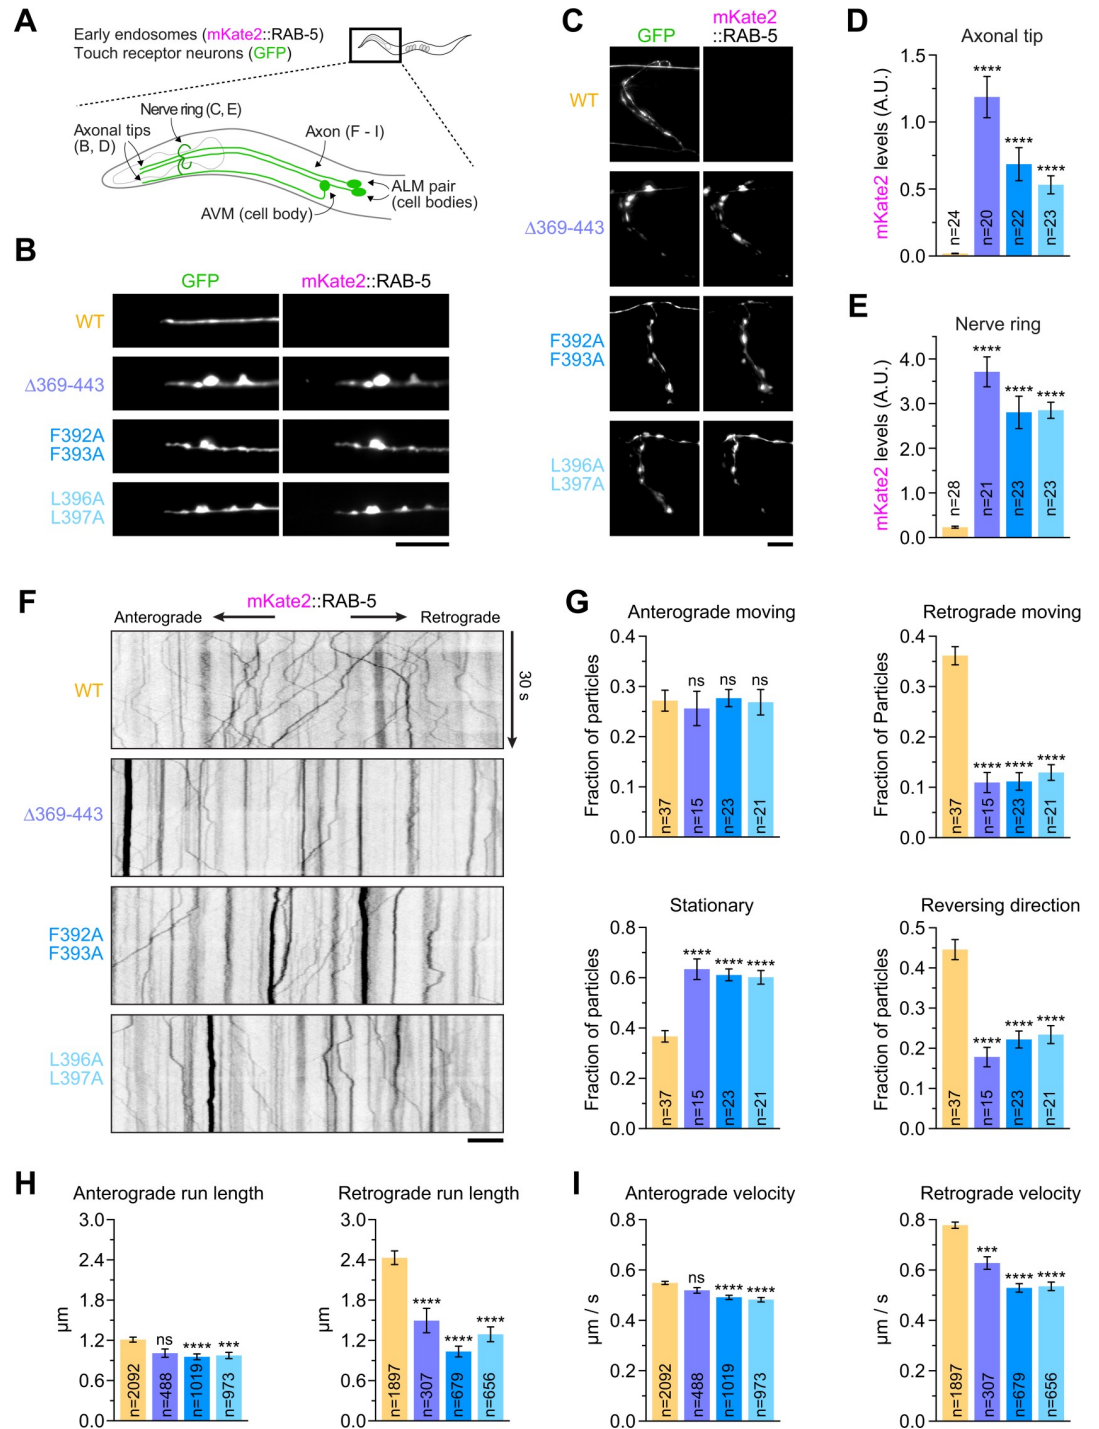 A
Early endosomes (mKate2::RAB-5)
Touch receptor neurons (GFP)
Nerve ring (C, E)
Axonal tips
(B, D)
Axon (F - I)
ALM pair
(cell bodies)
AVM (cell body)
B
GFP
mKate2::RAB-5
WT
Δ369-443
F392A
F393A
L396A
L397A
C
GFP
mKate2
::RAB-5
WT
Δ369-443
F392A
F393A
L396A
L397A
D
Axonal tip
mKate2 levels (A.U.)
1.5
1.0
0.5
0.0
****
****
****
n=24
n=20
n=22
n=23
E
Nerve ring
mKate2 levels (A.U.)
4.0
3.0
2.0
1.0
0.0
****
****
****
n=28
n=21
n=23
n=23
F
mKate2::RAB-5
Anterograde
Retrograde
30 s
WT
Δ369-443
F392A
F393A
L396A
L397A
G
Anterograde moving
Fraction of particles
0.4
0.3
0.2
0.1
0.0
ns
ns
ns
n=37
n=15
n=23
n=21
Retrograde moving
Fraction of Particles
0.4
0.3
0.2
0.1
0.0
****
****
****
n=37
n=15
n=23
n=21
Stationary
Fraction of particles
0.8
0.6
0.4
0.2
0.0
****
****
****
n=37
n=15
n=23
n=21
Reversing direction
Fraction of particles
0.5
0.4
0.3
0.2
0.1
0.0
****
****
****
n=37
n=15
n=23
n=21
H
Anterograde run length
µm
3.0
2.4
1.8
1.2
0.6
0.0
ns
****
***
n=2092
n=488
n=1019
n=973
Retrograde run length
µm
3.0
2.4
1.8
1.2
0.6
0.0
****
****
****
n=1897
n=307
n=679
n=656
I
Anterograde velocity
µm / s
0.8
0.6
0.4
0.2
0.0
ns
****
****
n=2092
n=488
n=1019
n=973
Retrograde velocity
µm / s
0.8
0.6
0.4
0.2
0.0
***
****
****
n=1897
n=307
n=679
n=656